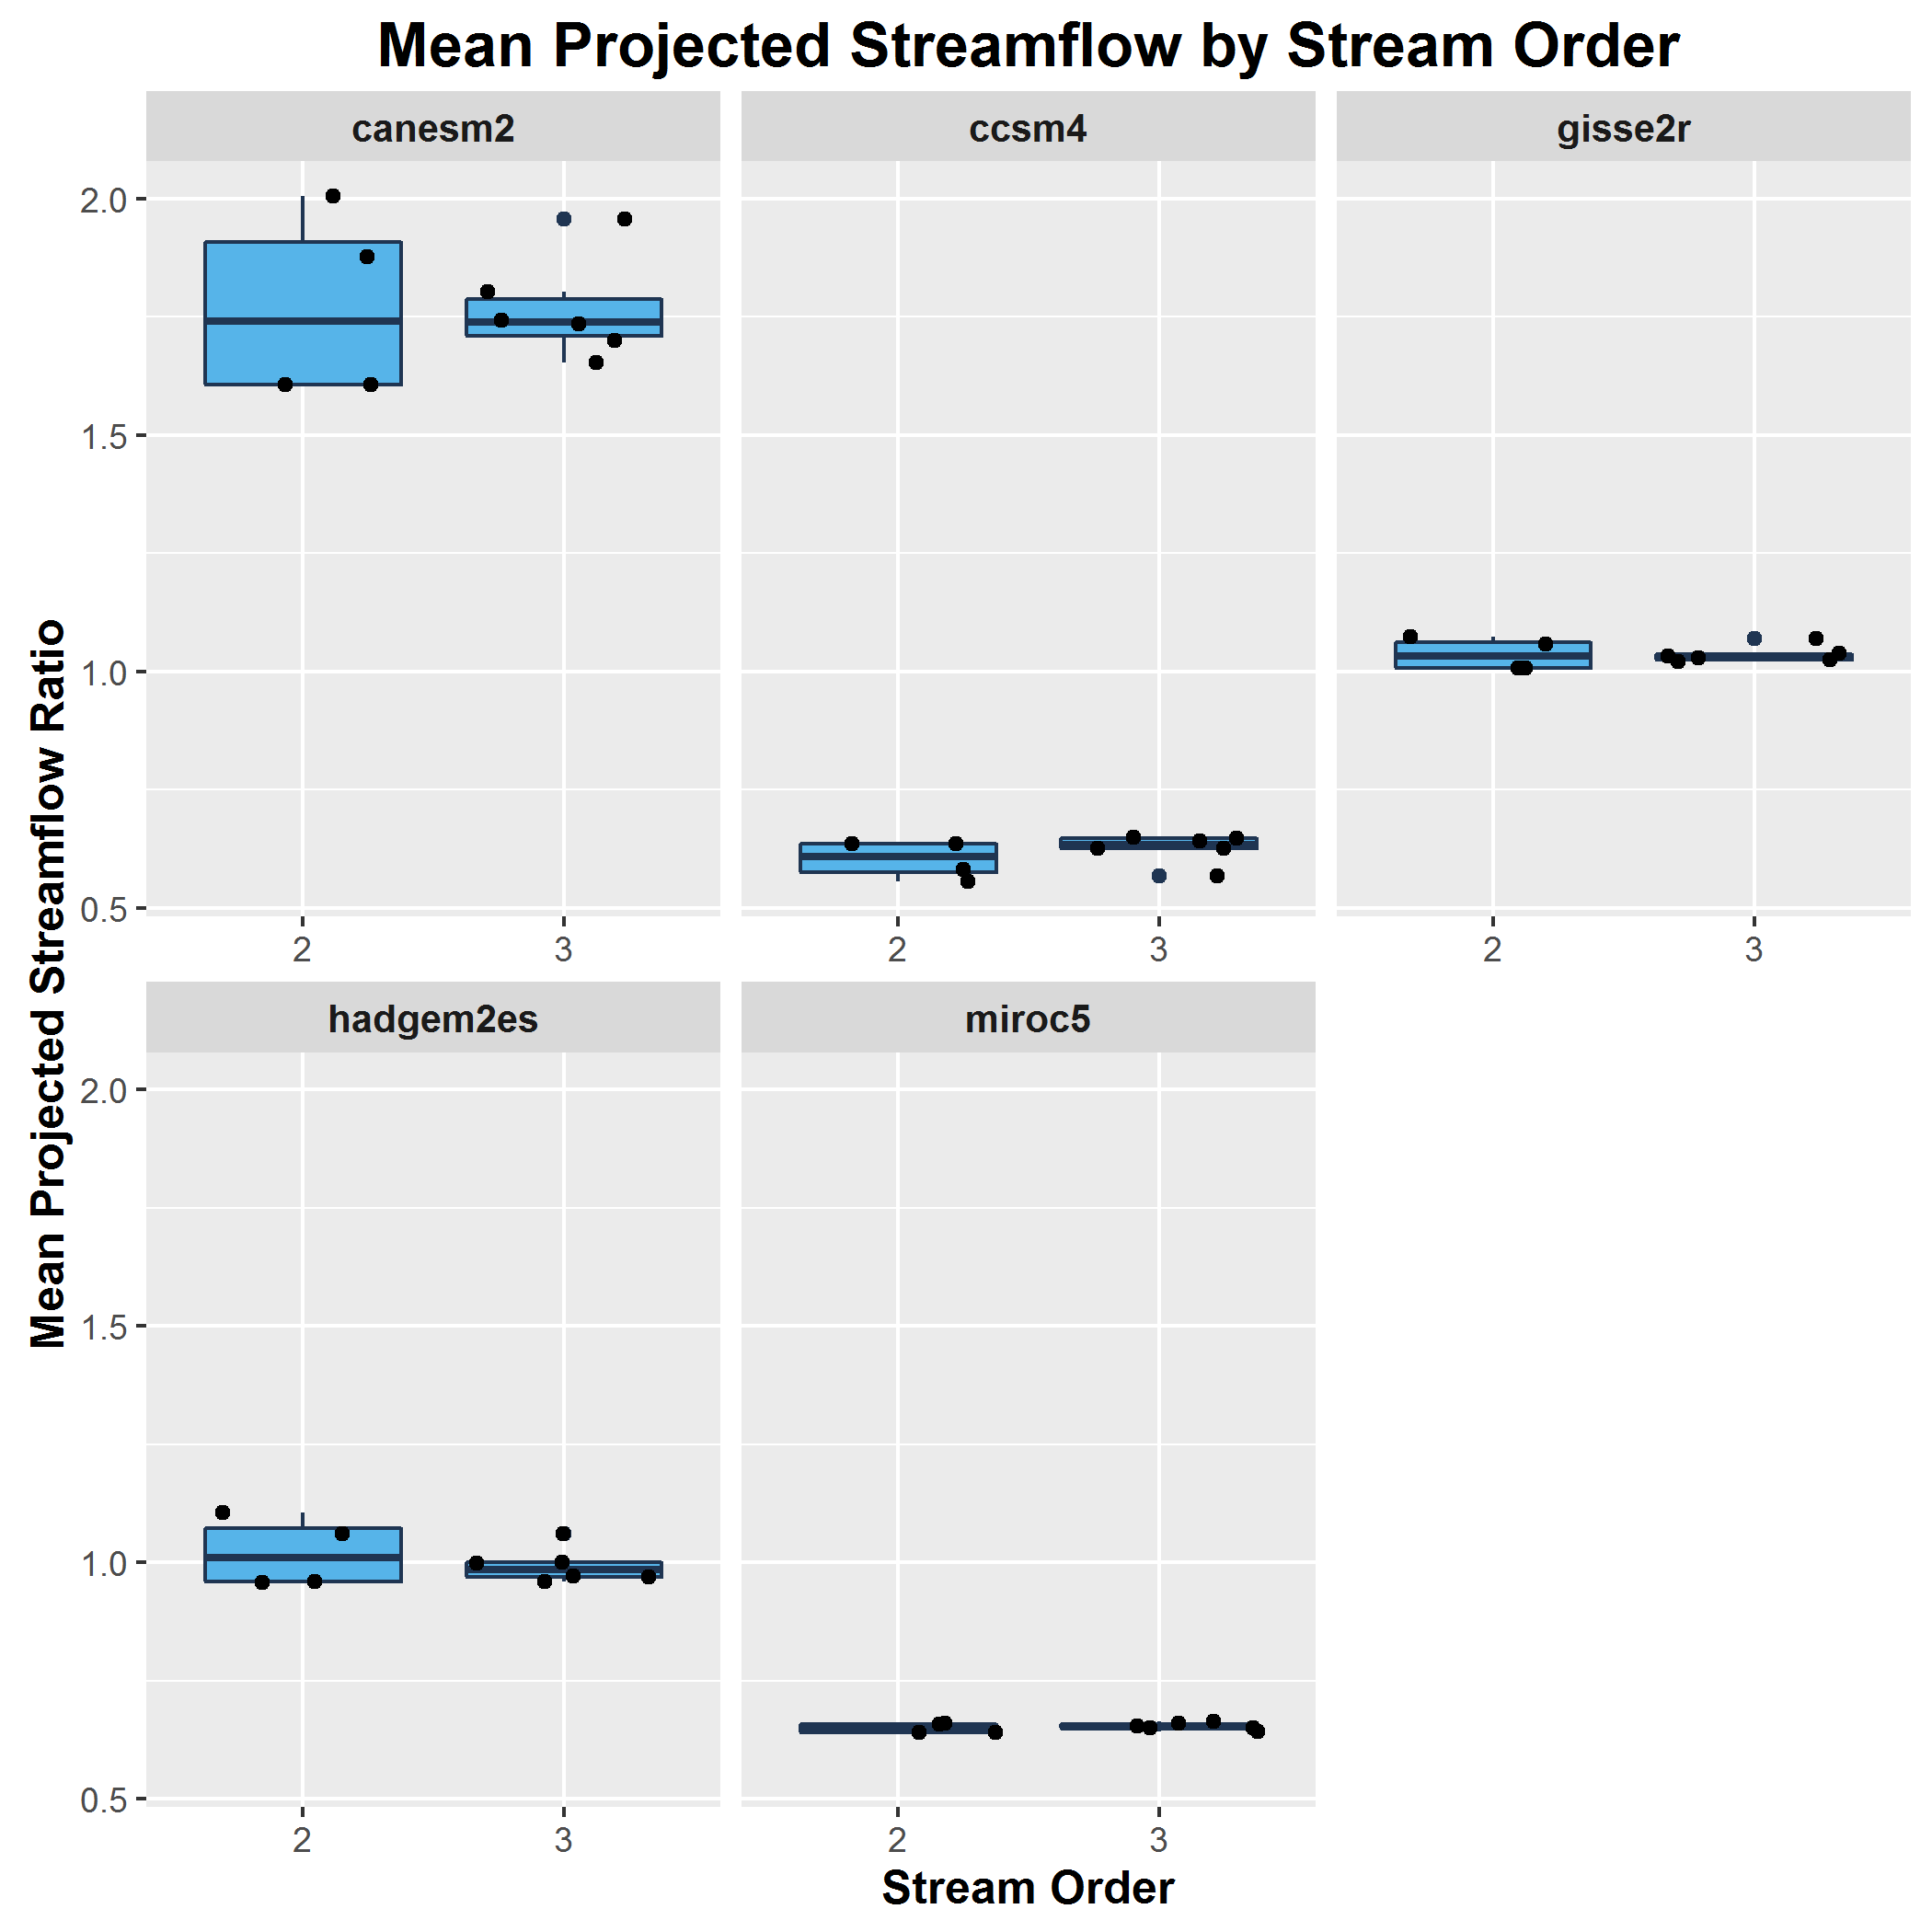 Mean Projected Streamflow by Stream Order
canesm2 ccsm4 gisse2r
2.0
1.5
1.0
0.5
2 3 2 3 2 3
hadgem2es miroc5
2.0
1.5
1.0
0.5
2 3 2 3
Mean Projected Streamflow Ratio
Stream Order